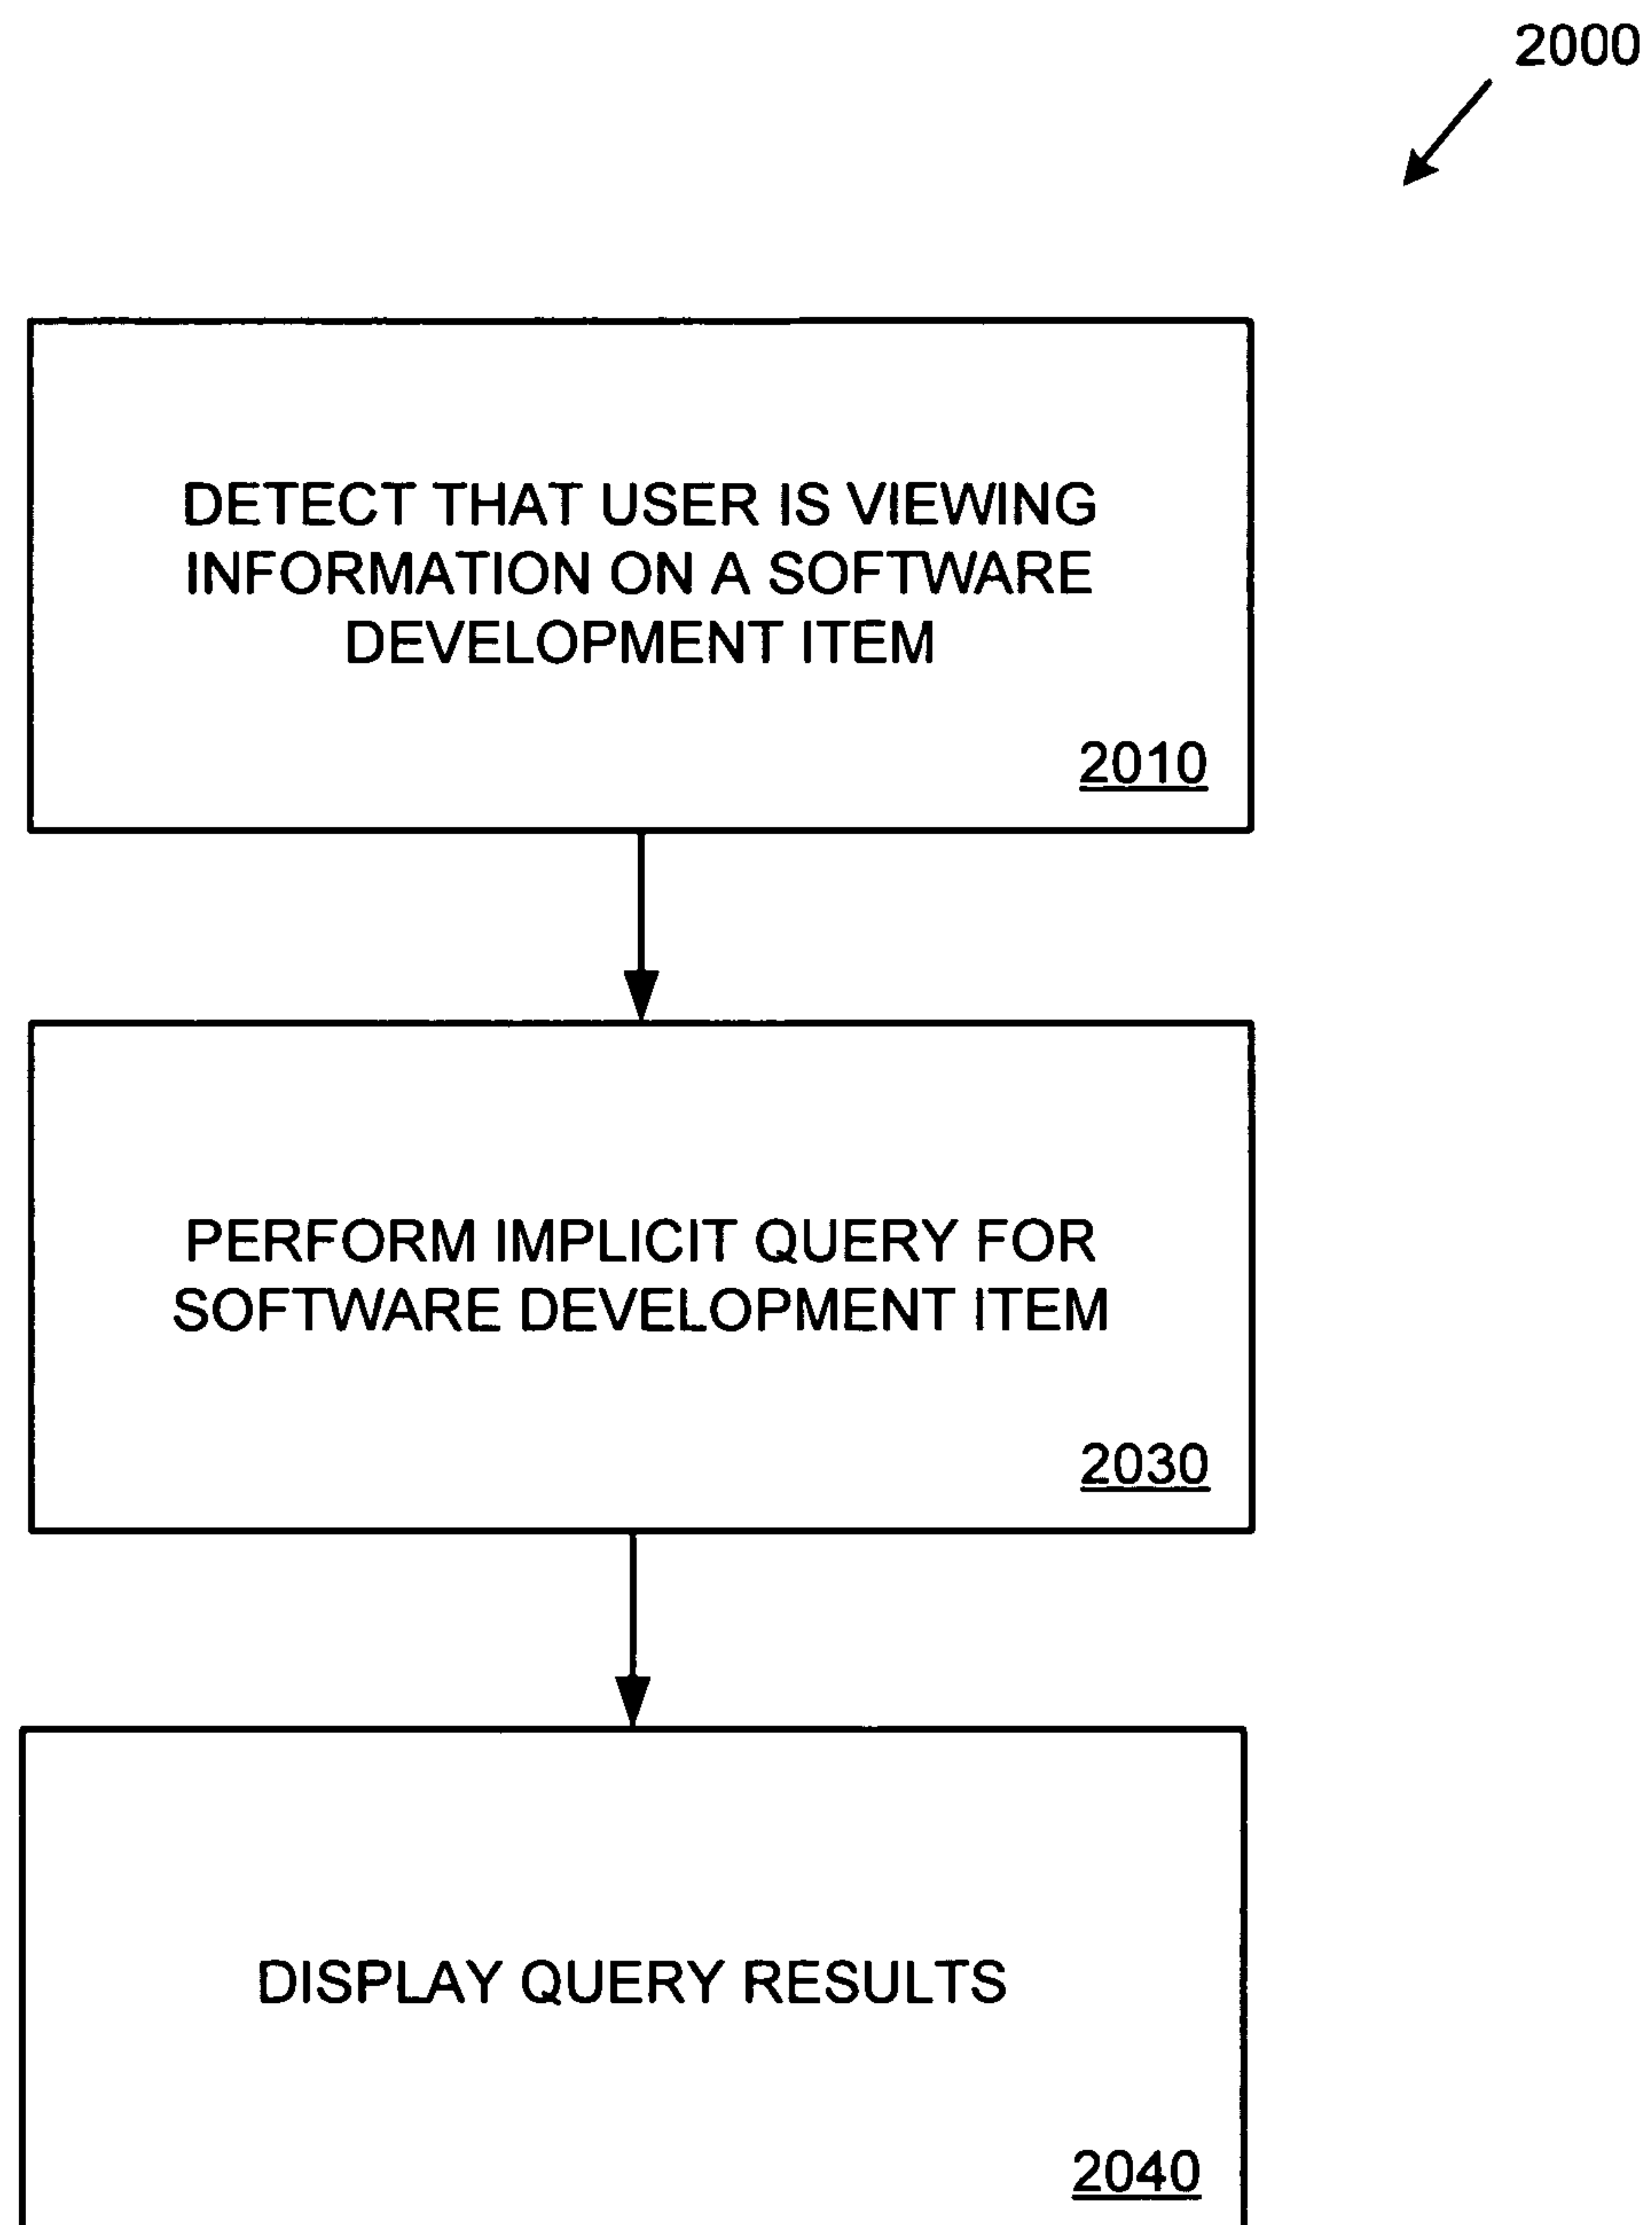 2000
DETECT THAT USER IS VIEWING
INFORMATION ON A SOFTWARE
DEVELOPMENT ITEM
2010
PERFORM IMPLICIT QUERY FOR
SOFTWARE DEVELOPMENT ITEM
2030
DISPLAY QUERY RESULTS
2040